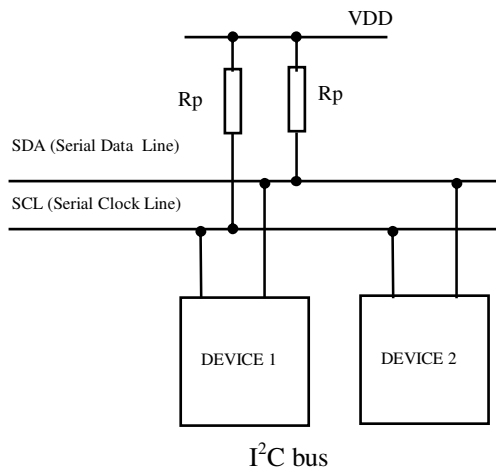 VDD
Rp
Rp
SDA (Serial Data Line)
SCL (Serial Clock Line)
DEVICE 1
DEVICE 2
I²C bus